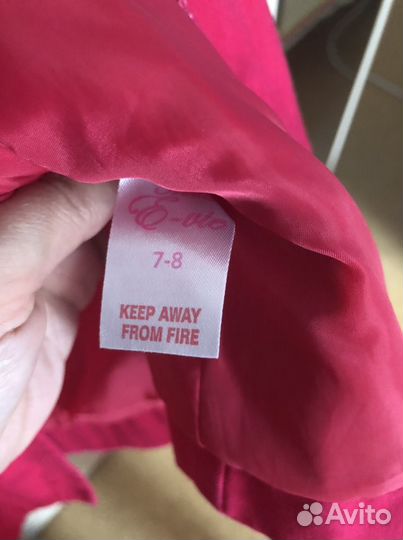 E-vie
7-8
KEEP AWAY
FROM FIRE
Avito